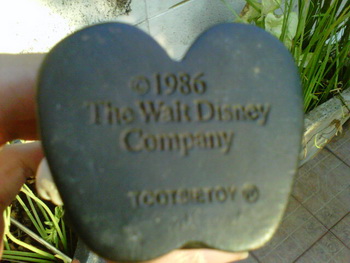 ©1986
The Walt Disney
Company
TOOTSIETOY ®